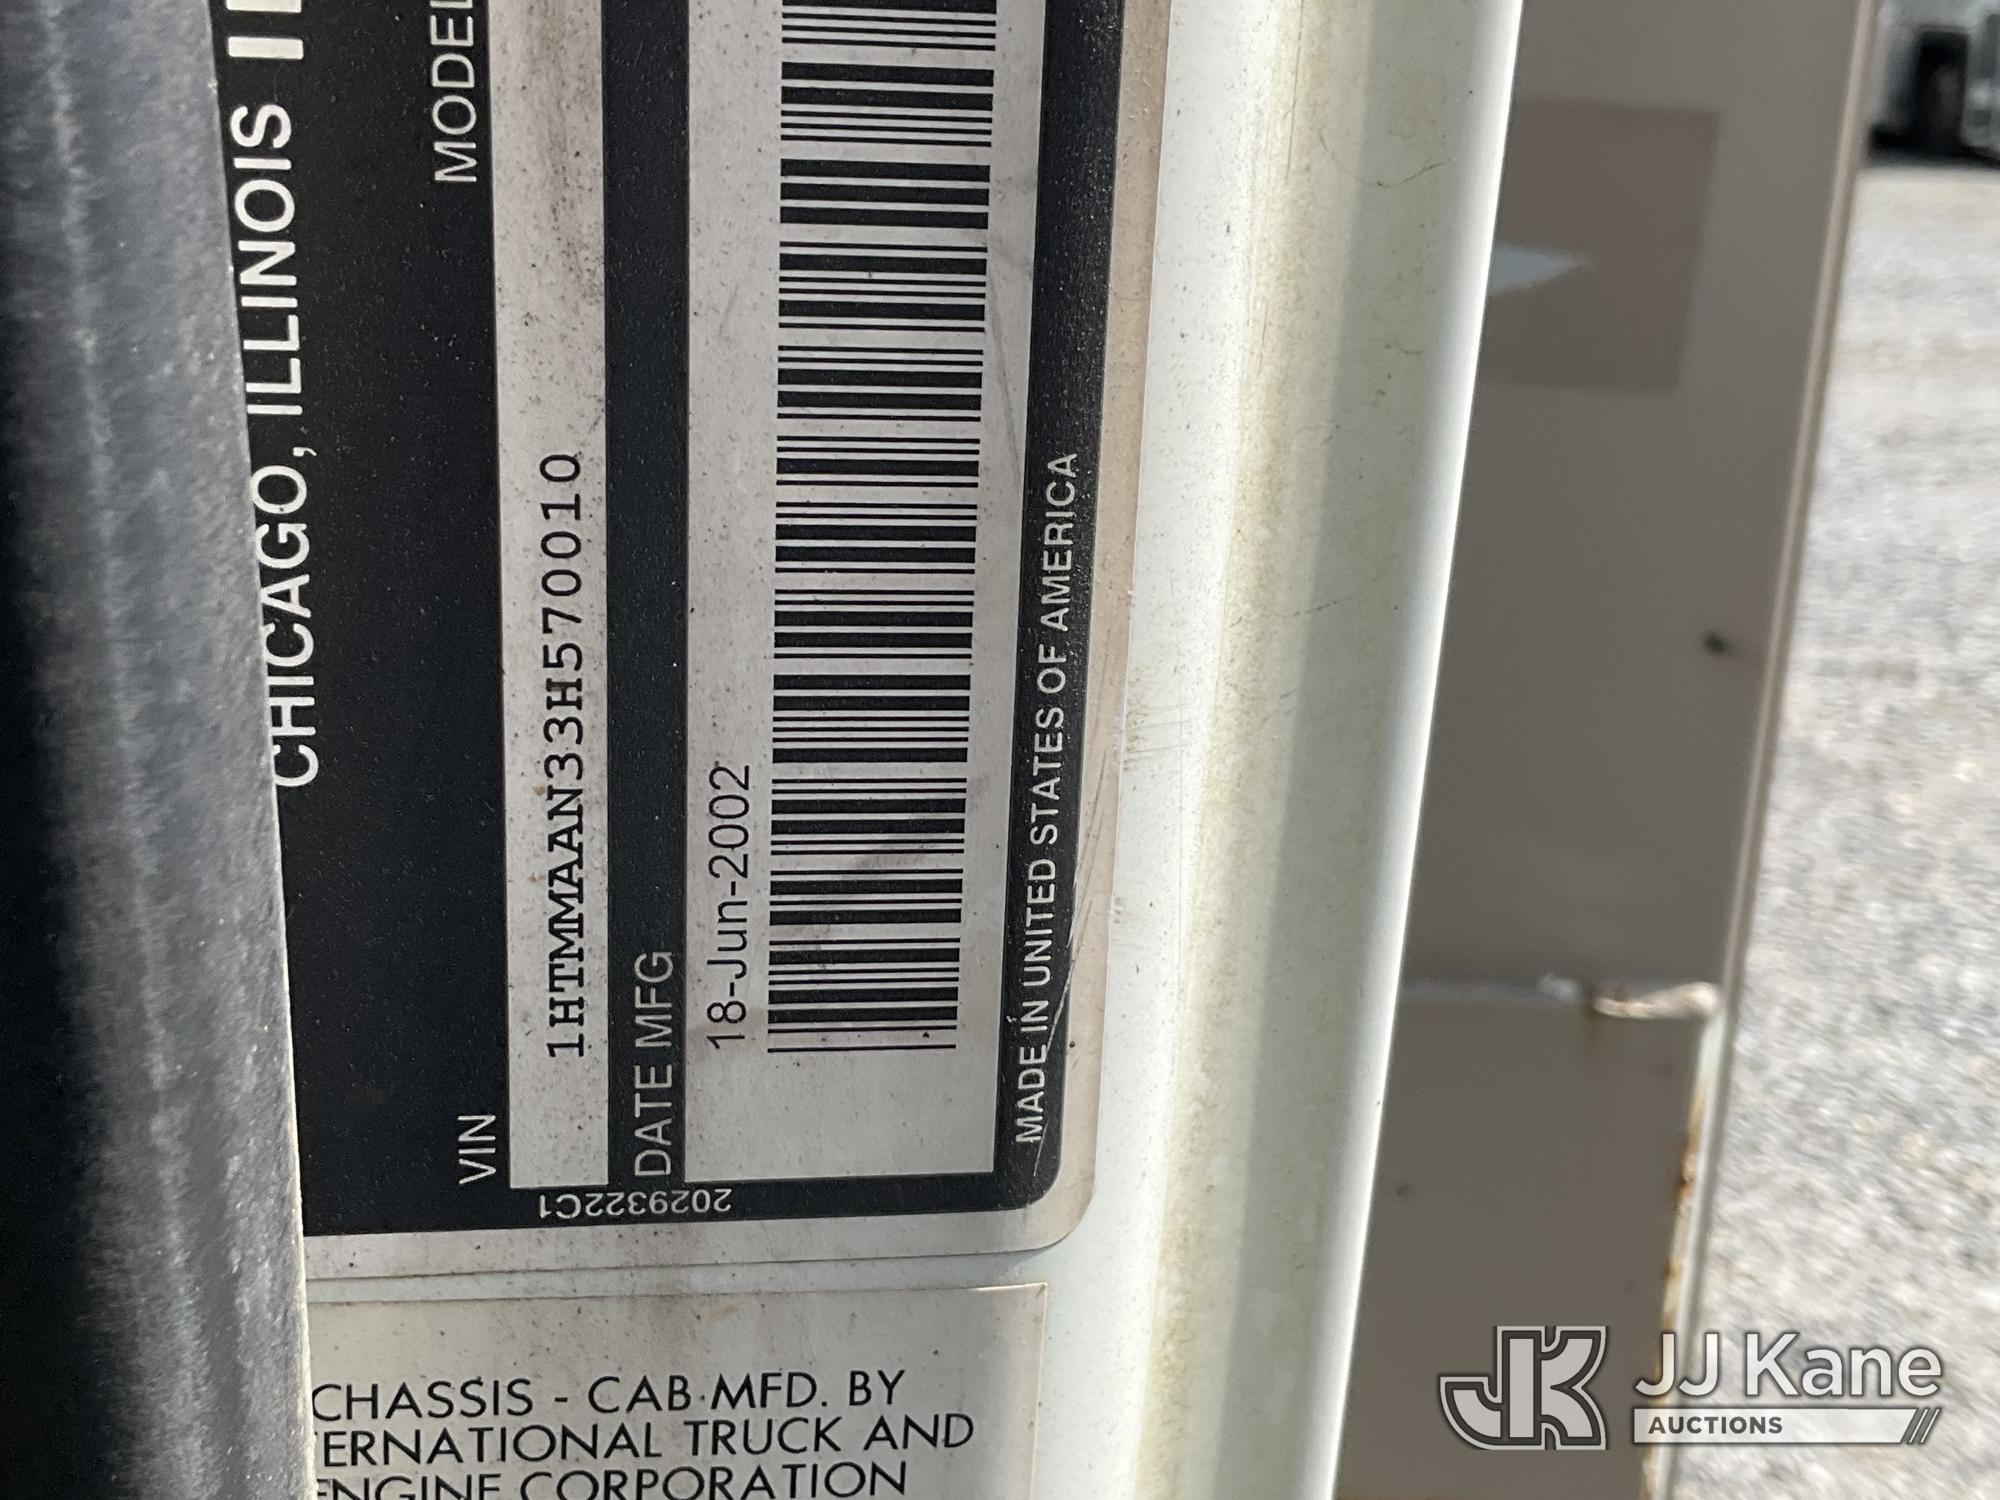 CHICAGO, ILLINOIS
MODEL
VIN
1HTMMAAN33H570010
DATE MFG
18-Jun-2002
MADE IN UNITED STATES OF AMERICA
2029322C1
CHASSIS - CAB MFD. BY
ERNATIONAL TRUCK AND
ENGINE CORPORATION
JK JJ Kane
AUCTIONS